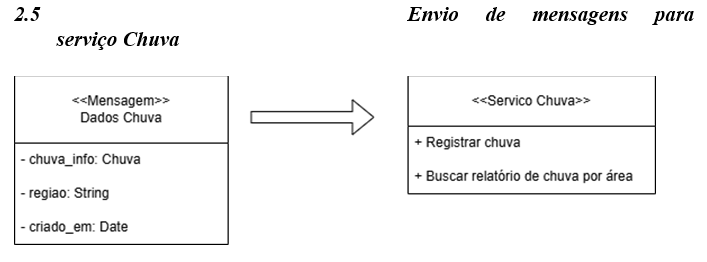 2.5 Envio de mensagens para
serviço Chuva
<<Mensagem>>
Dados Chuva
- chuva_info: Chuva
- regiao: String
- criado_em: Date
<<Servico Chuva>>
+ Registrar chuva
+ Buscar relatório de chuva por área